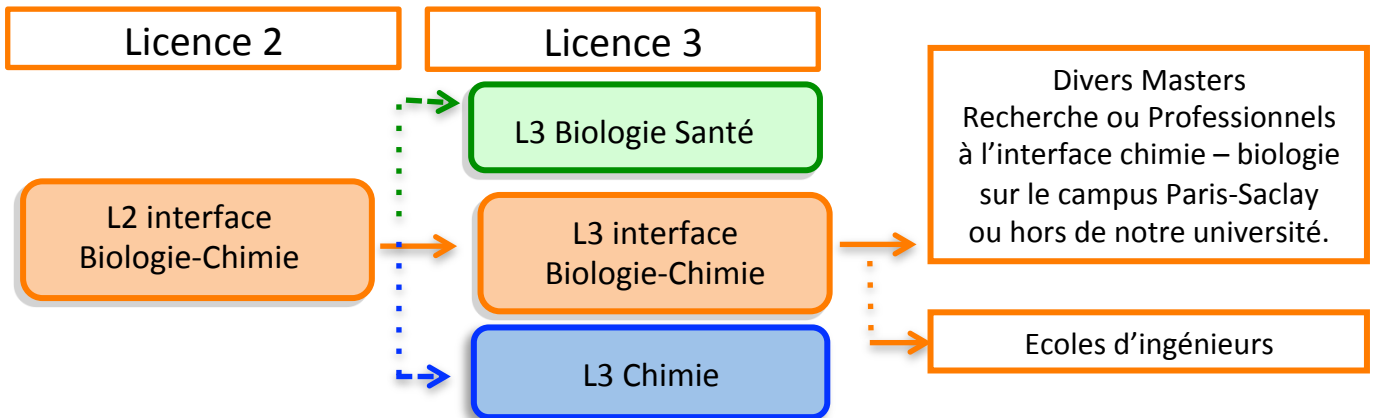 Licence 2
Licence 3
L2 interface
Biologie-Chimie
L3 Biologie Santé
L3 interface
Biologie-Chimie
L3 Chimie
Divers Masters
Recherche ou Professionnels
à l’interface chimie – biologie
sur le campus Paris-Saclay
ou hors de notre université.
Ecoles d’ingénieurs